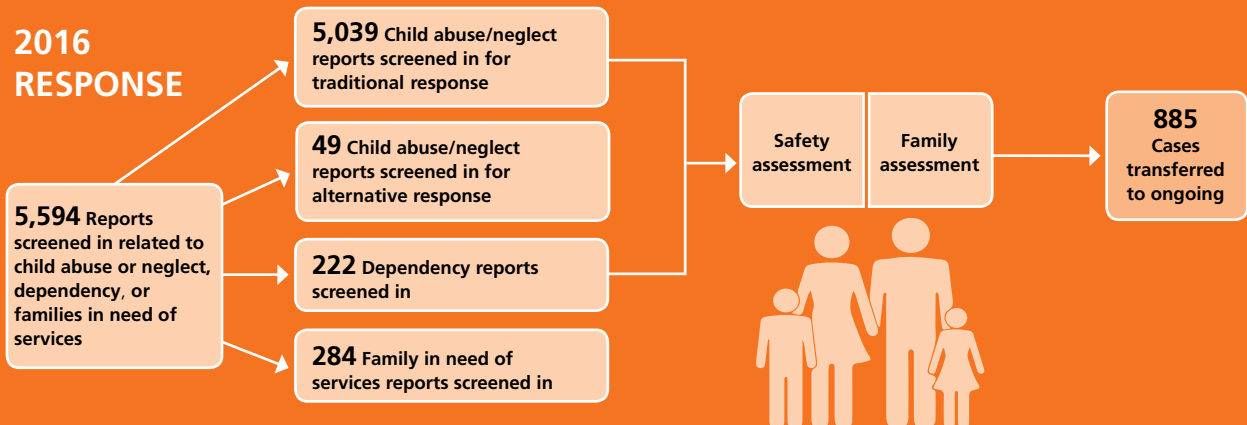 2016
RESPONSE
5,594 Reports
screened in related to
child abuse or neglect,
dependency, or
families in need of
services
5,039 Child abuse/neglect
reports screened in for
traditional response
49 Child abuse/neglect
reports screened in for
alternative response
222 Dependency reports
screened in
284 Family in need of
services reports screened in
Safety
assessment
Family
assessment
885
Cases
transferred
to ongoing